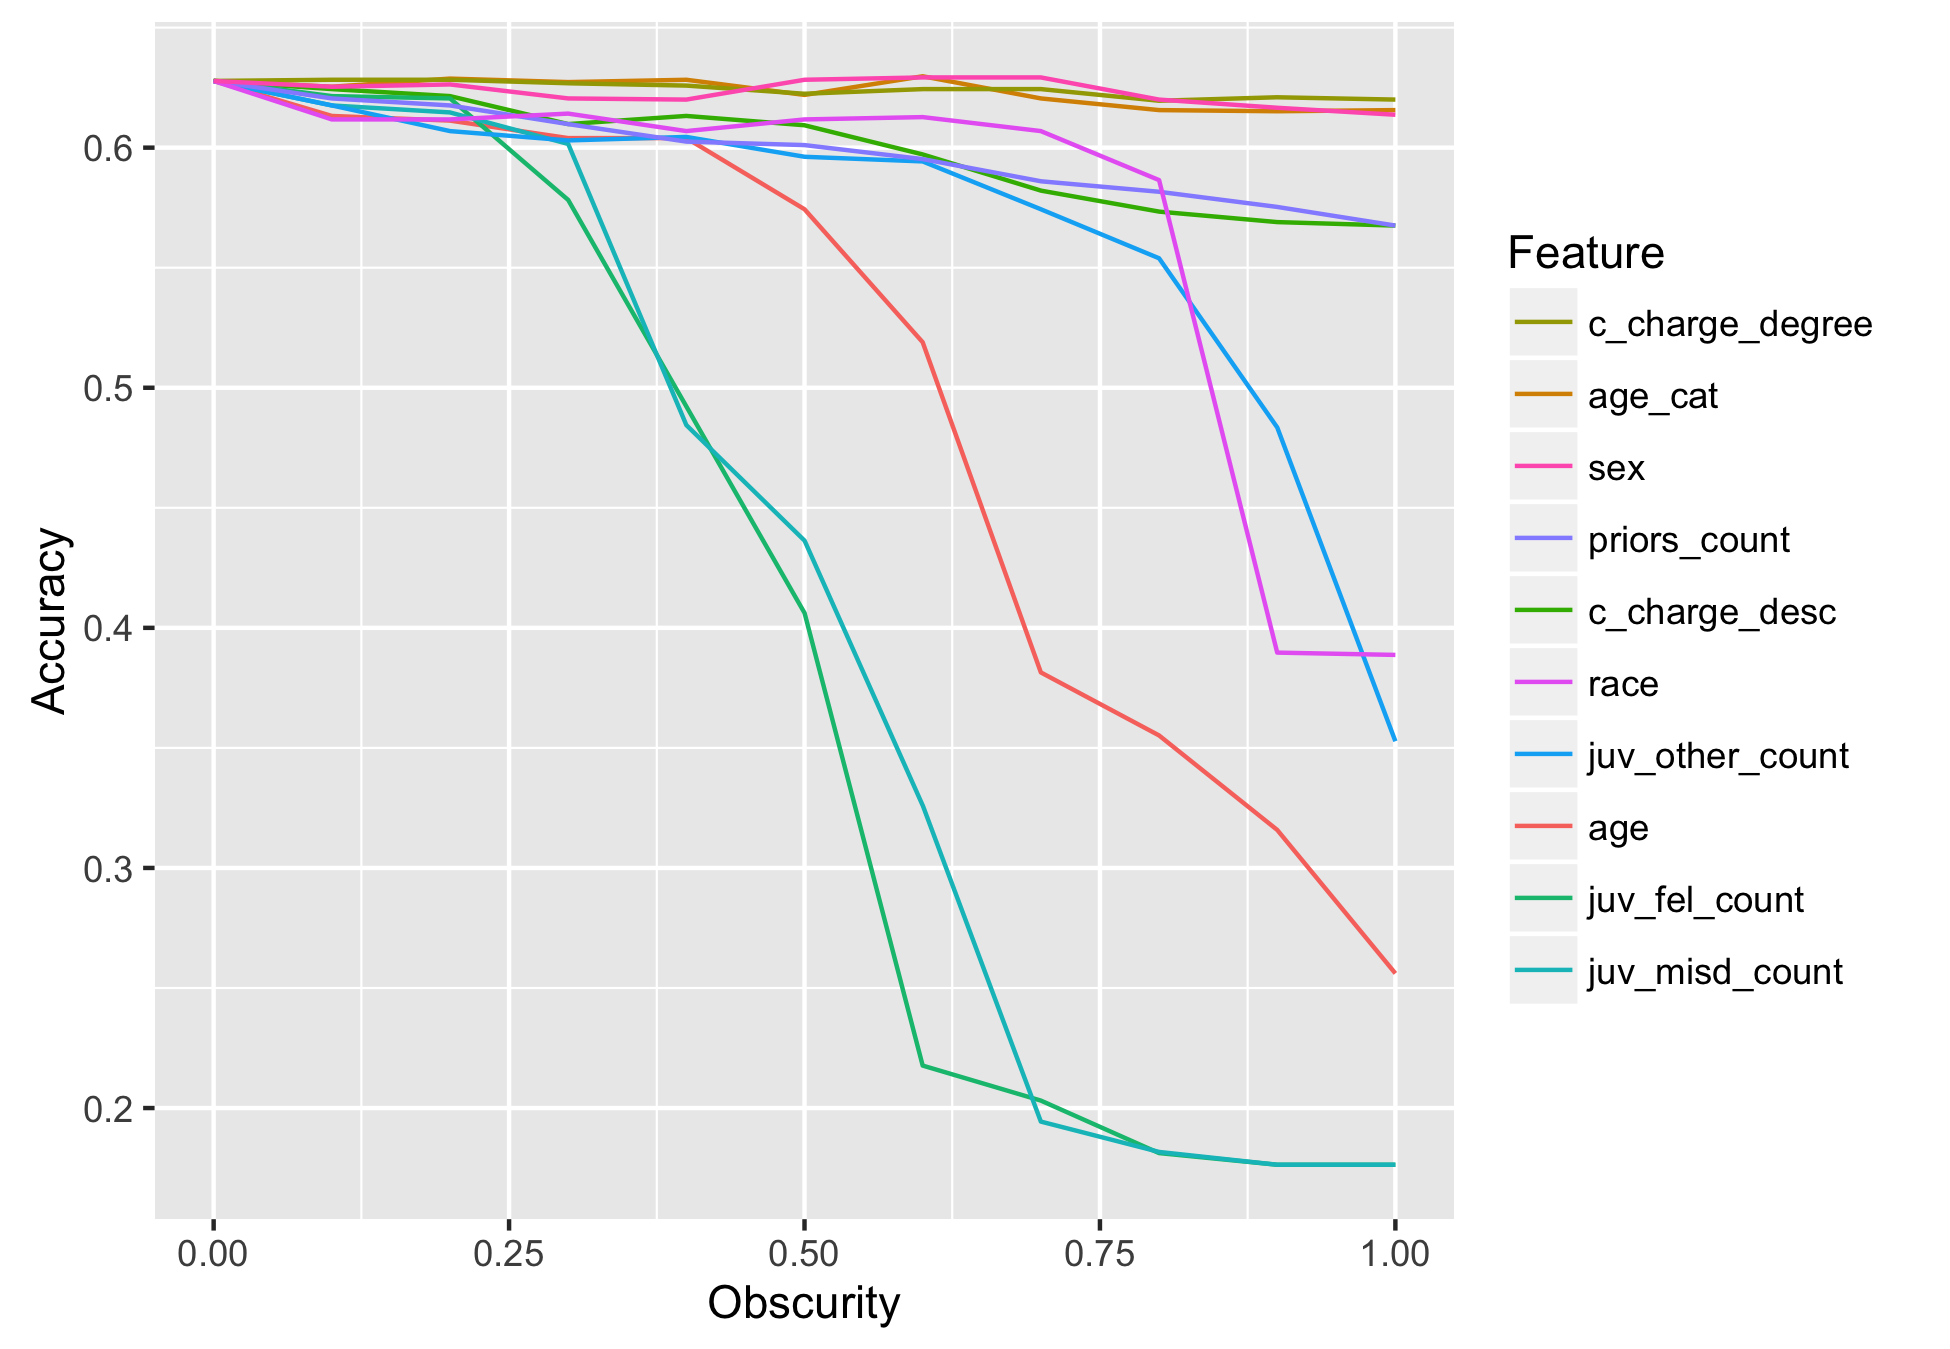 0.6
0.5
0.4
0.3
0.2
Accuracy
0.00 0.25 0.50 0.75 1.00
Obscurity
Feature
c_charge_degree
age_cat
sex
priors_count
c_charge_desc
race
juv_other_count
age
juv_fel_count
juv_misd_count